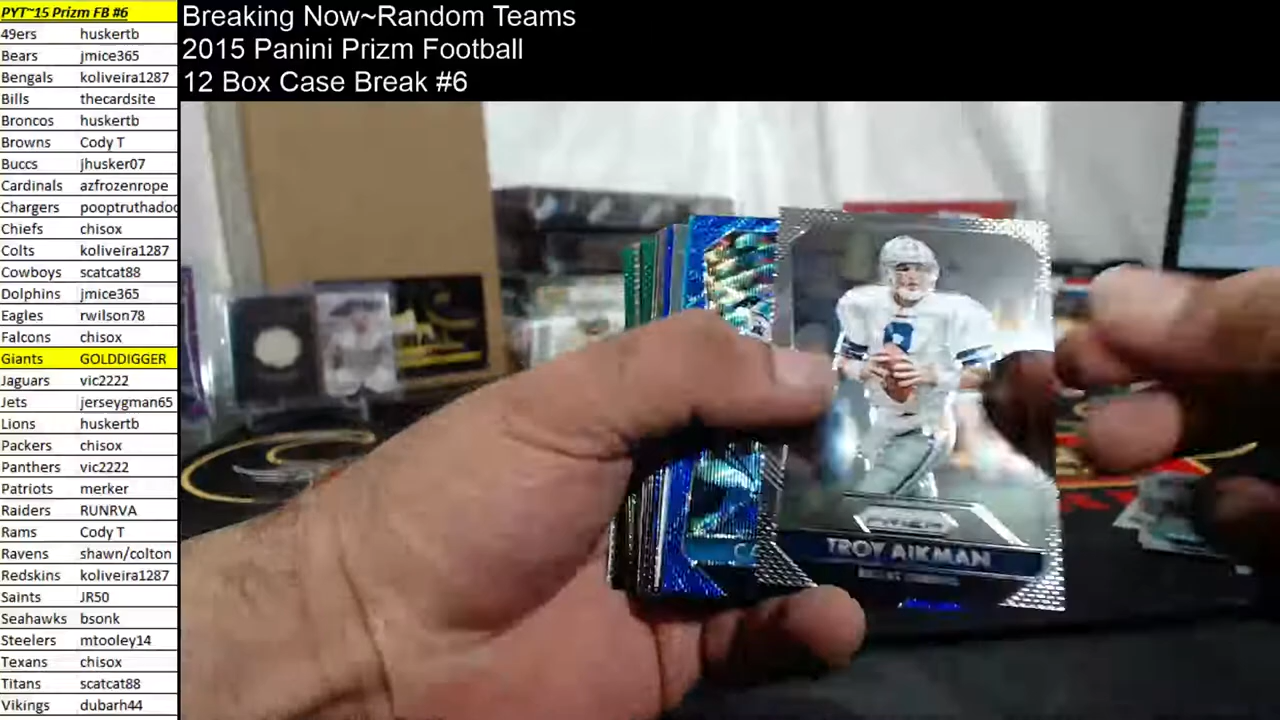 PYT~15 Prizm FB #6
49ers huskertb
Bears jmice365
Bengals koliveira1287
Bills thecardsite
Broncos huskertb
Browns Cody T
Buccs jhusker07
Cardinals azfrozenrope
Chargers pooptruthadoo
Chiefs chisox
Colts koliveira1287
Cowboys scatcat88
Dolphins jmice365
Eagles rwilson78
Falcons chisox
Giants GOLDDIGGER
Jaguars vic2222
Jets jerseygman65
Lions huskertb
Packers chisox
Panthers vic2222
Patriots merker
Raiders RUNRVA
Rams Cody T
Ravens shawn/colton
Redskins koliveira1287
Saints JR50
Seahawks bsonk
Steelers mtooley14
Texans chisox
Titans scatcat88
Vikings dubarh44
Breaking Now~Random Teams
2015 Panini Prizm Football
12 Box Case Break #6
PRIZM
TROY AIKMAN